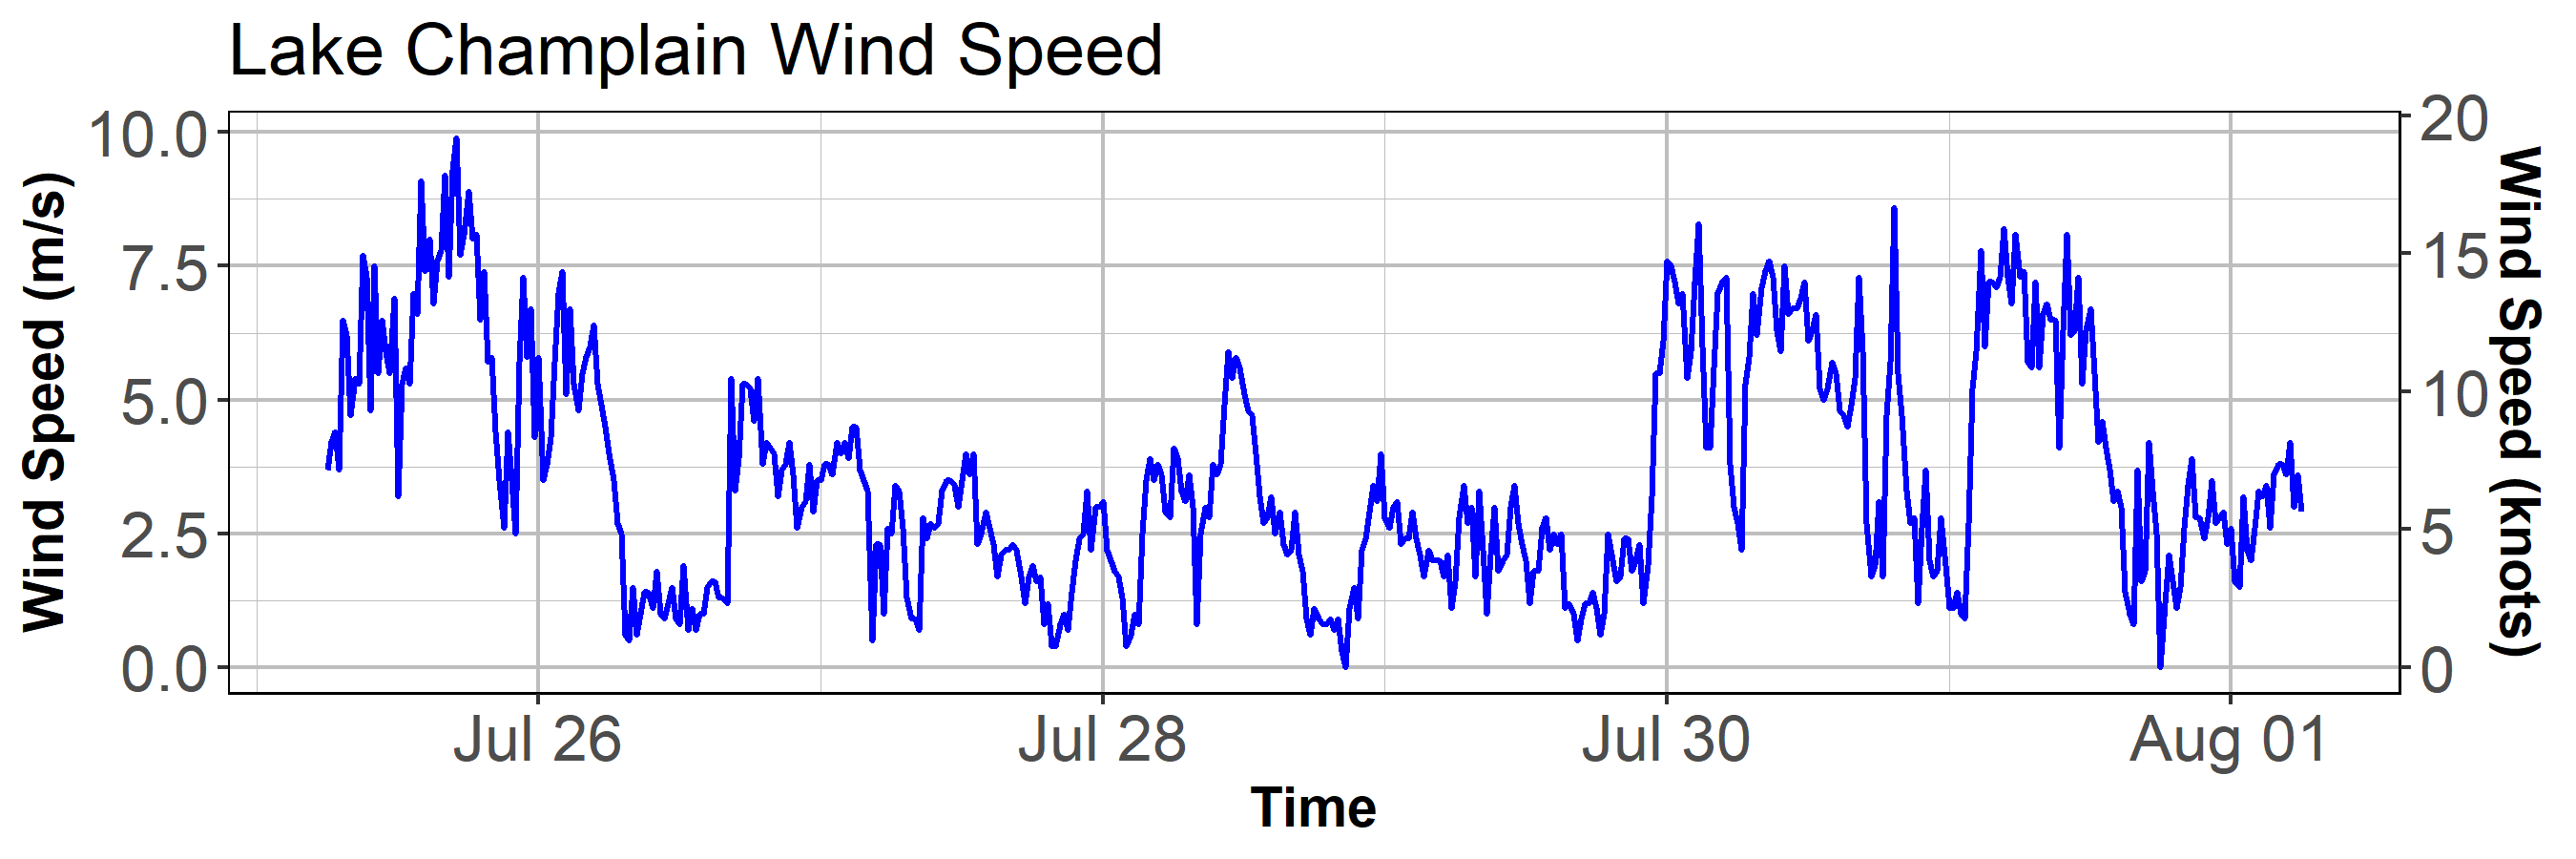 Lake Champlain Wind Speed
Wind Speed (m/s)
10.0
7.5
5.0
2.5
0.0
20
15
10
5
0
Wind Speed (knots)
Jul 26
Jul 28
Jul 30
Aug 01
Time